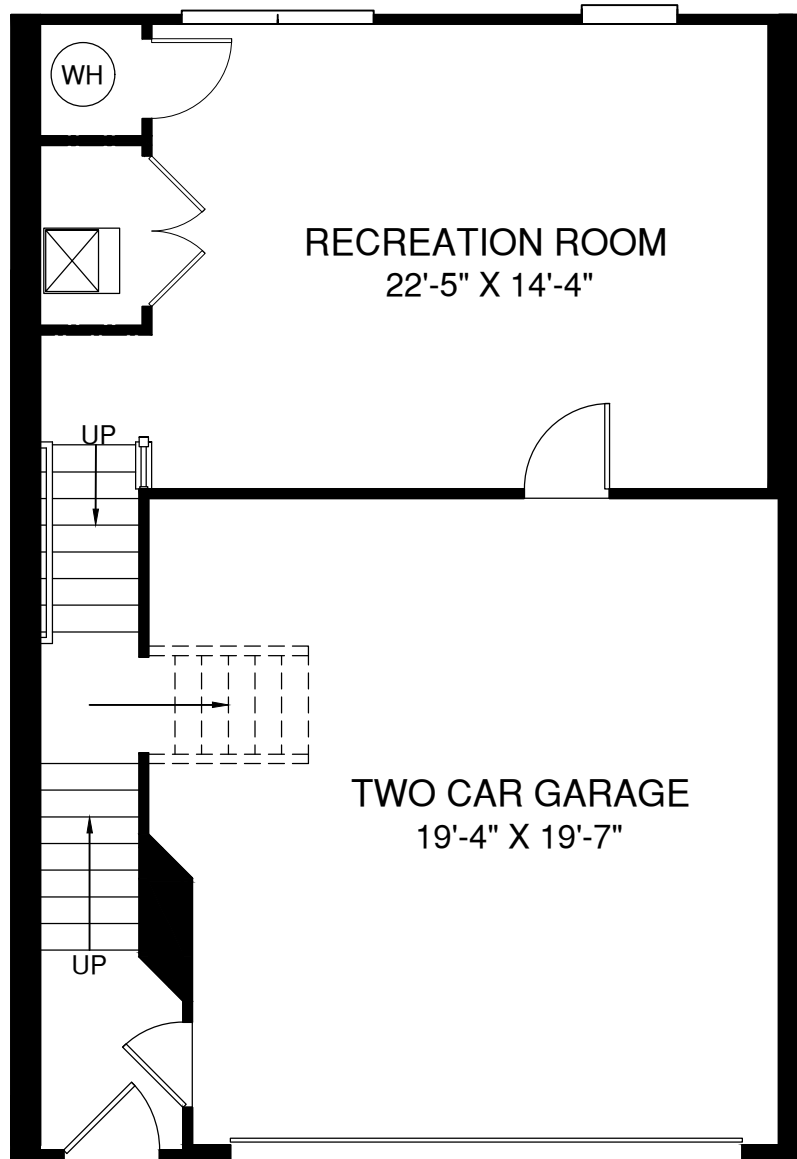 WH
RECREATION ROOM
22'-5" X 14'-4"
UP
TWO CAR GARAGE
19'-4" X 19'-7"
UP